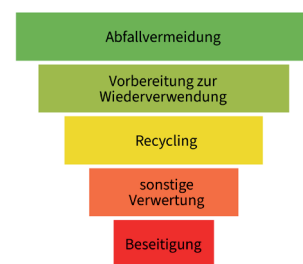 Abfallvermeidung
Vorbereitung zur
Wiederverwendung
Recycling
sonstige
Verwertung
Beseitigung